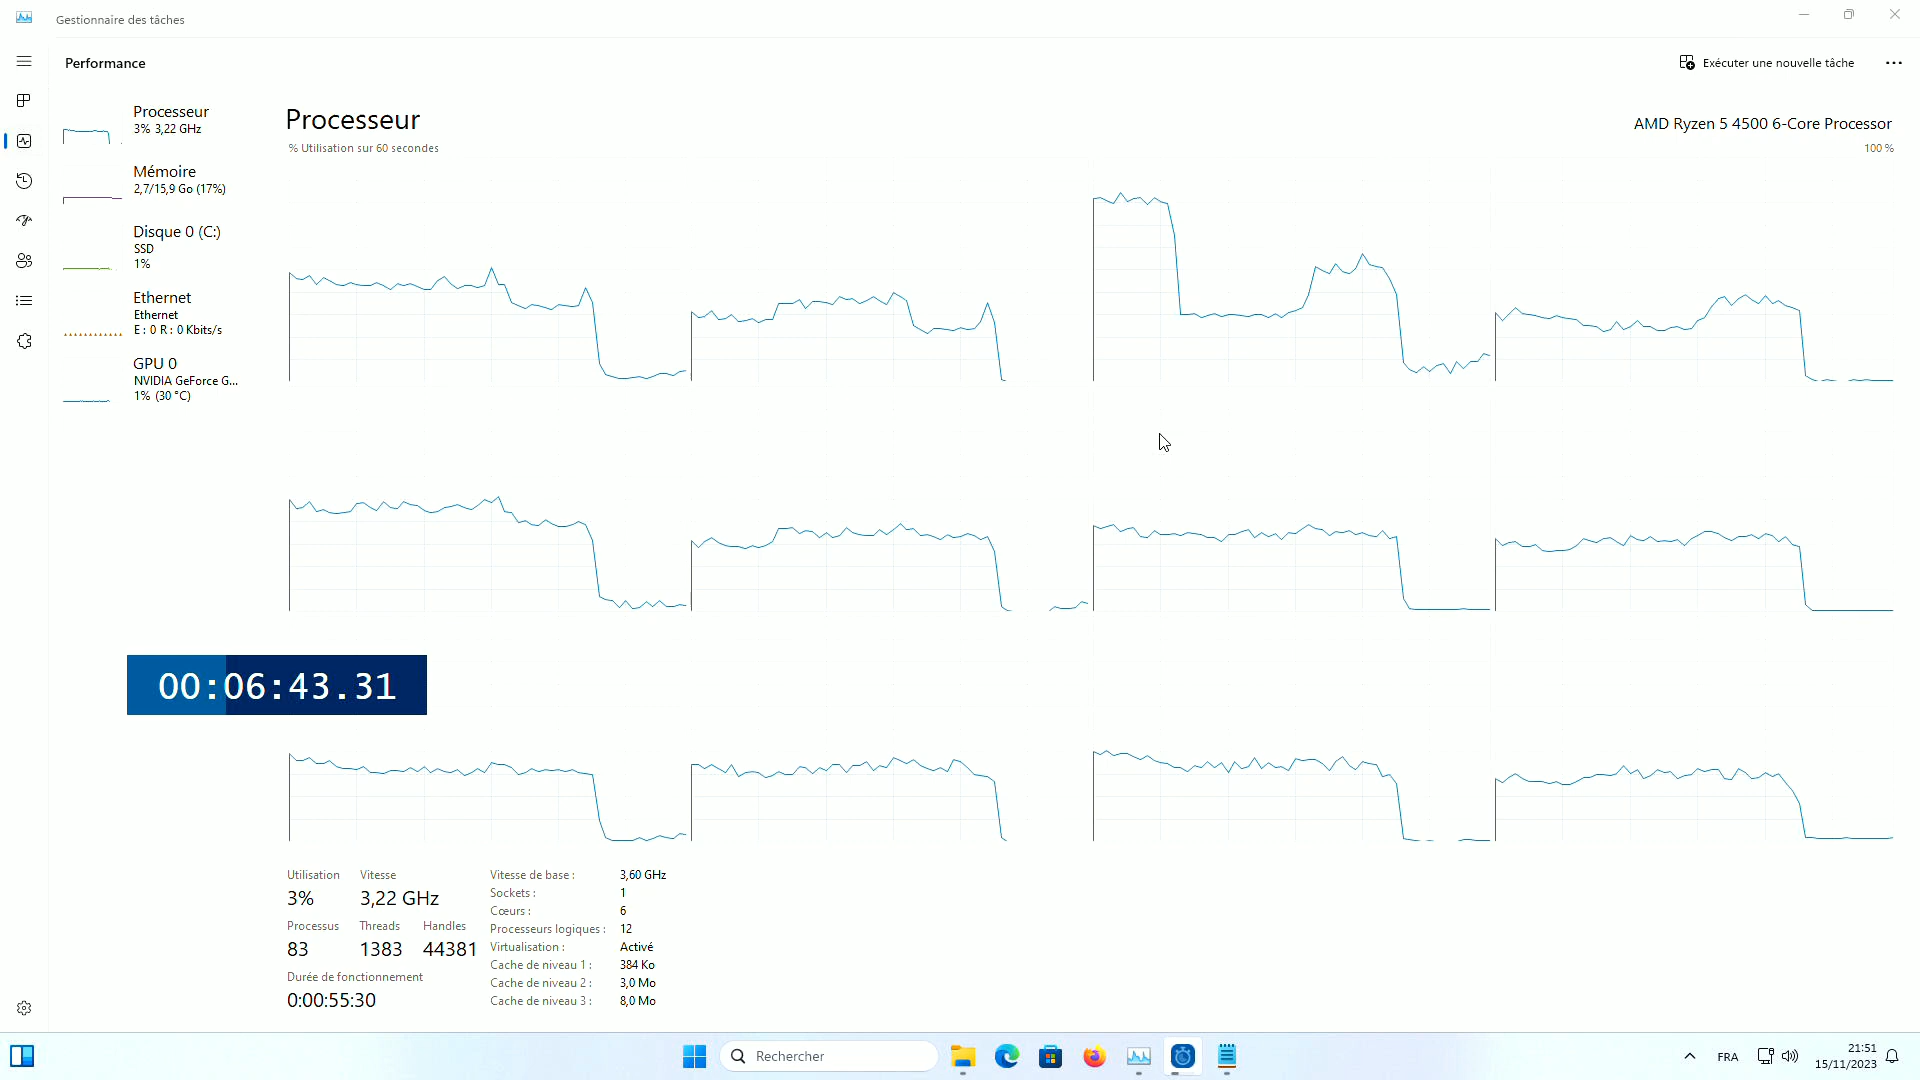 Gestionnaire des tâches
Performance
Exécuter une nouvelle tâche
Processeur
3% 3,22 GHz
Mémoire
2,7/15,9 Go (17%)
Disque 0 (C:)
SSD
1%
Ethernet
Ethernet
E : 0 R : 0 Kbits/s
GPU 0
NVIDIA GeForce G...
1% (30 °C)
Processeur
AMD Ryzen 5 4500 6-Core Processor
% Utilisation sur 60 secondes
100 %
00:06:43.31
Utilisation
3%
Vitesse
3,22 GHz
Processus
83
Threads
1383
Handles
44381
Durée de fonctionnement
0:00:55:30
Vitesse de base : 3,60 GHz
Sockets : 1
Cœurs : 6
Processeurs logiques : 12
Virtualisation : Activé
Cache de niveau 1 : 384 Ko
Cache de niveau 2 : 3,0 Mo
Cache de niveau 3 : 8,0 Mo
Rechercher
FRA
21:51
15/11/2023